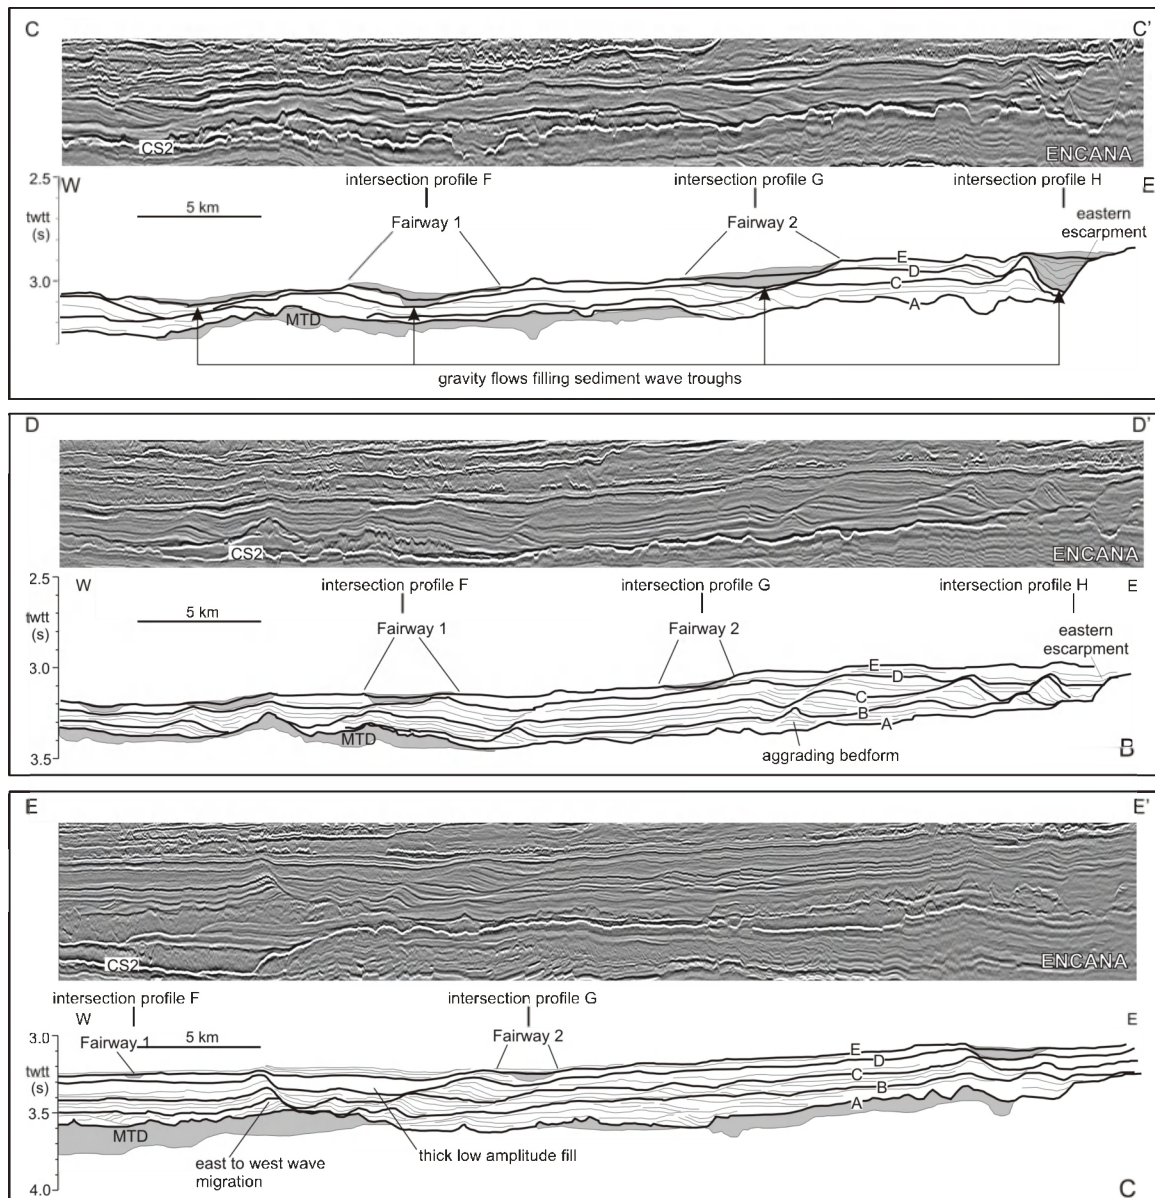 C C'
CS2
ENCANA
2.5
W
intersection profile F
intersection profile G
intersection profile H
E
5 km
twtt
(s)
Fairway 1
Fairway 2
eastern
escarpment
3.0
E
D
C
A
MTD
gravity flows filling sediment wave troughs
D D'
CS2
ENCANA
2.5
W
intersection profile F
intersection profile G
intersection profile H
E
5 km
twtt
(s)
Fairway 1
Fairway 2
eastern
escarpment
3.0
E
D
C
B
A
MTD
aggrading bedform
3.5
B
E E'
CS2
ENCANA
intersection profile F
intersection profile G
W
E
3.0
Fairway 1
5 km
Fairway 2
twtt
(s)
E
D
C
B
A
3.5
MTD
east to west wave
migration
thick low amplitude fill
4.0
C